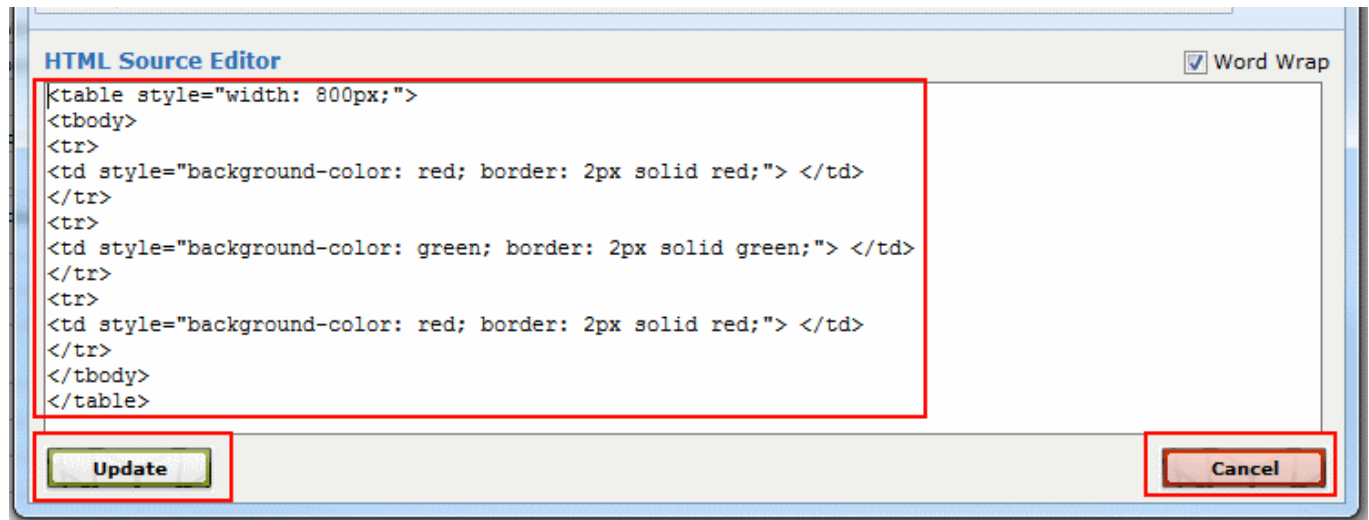 HTML Source Editor
Word Wrap
<table style="width: 800px;">
<tbody>
<tr>
<td style="background-color: red; border: 2px solid red;"> </td>
</tr>
<tr>
<td style="background-color: green; border: 2px solid green;"> </td>
</tr>
<tr>
<td style="background-color: red; border: 2px solid red;"> </td>
</tr>
</tbody>
</table>
Update
Cancel